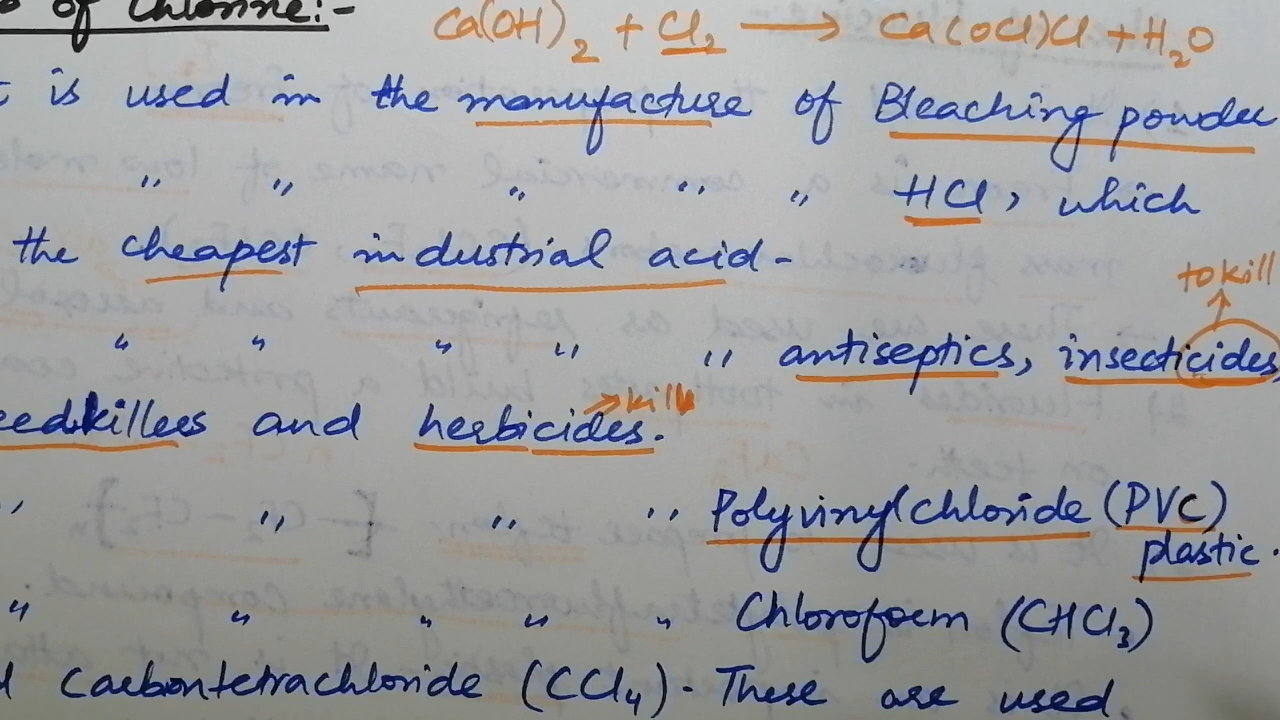 of Chlorine:-
Ca(OH)₂ + Cl₂ → Ca(OCl)Cl + H₂O
is used in the manufacture of Bleaching powder
" " " " " HCl, which
the cheapest industrial acid-
to kill
" " " " " antiseptics, insecticides,
eedkillers and herbicides. → kill
" " " " Polyvinylchloride (PVC)
plastic.
" " " " " Chloroform (CHCl₃)
Carbontetrachloride (CCl₄). These are used